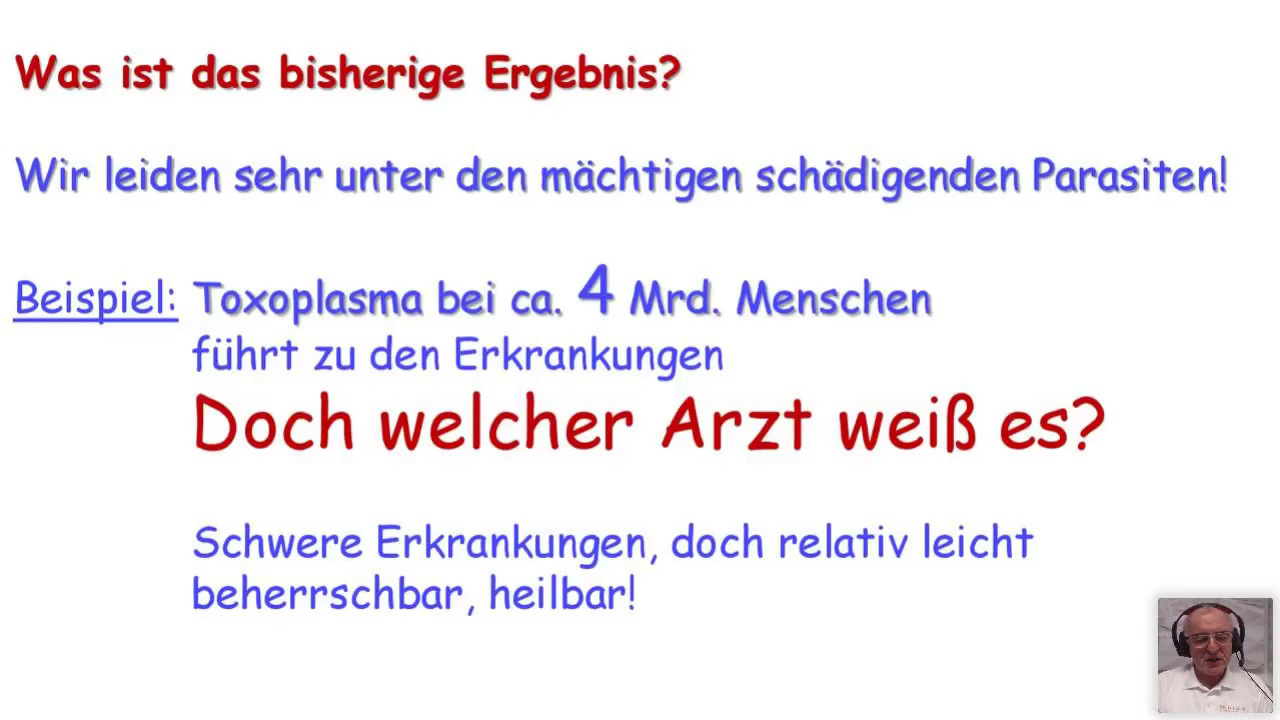 Was ist das bisherige Ergebnis?
Wir leiden sehr unter den mächtigen schädigenden Parasiten!
Beispiel: Toxoplasma bei ca. 4 Mrd. Menschen
führt zu den Erkrankungen
Doch welcher Arzt weiß es?
Schwere Erkrankungen, doch relativ leicht
beherrschbar, heilbar!